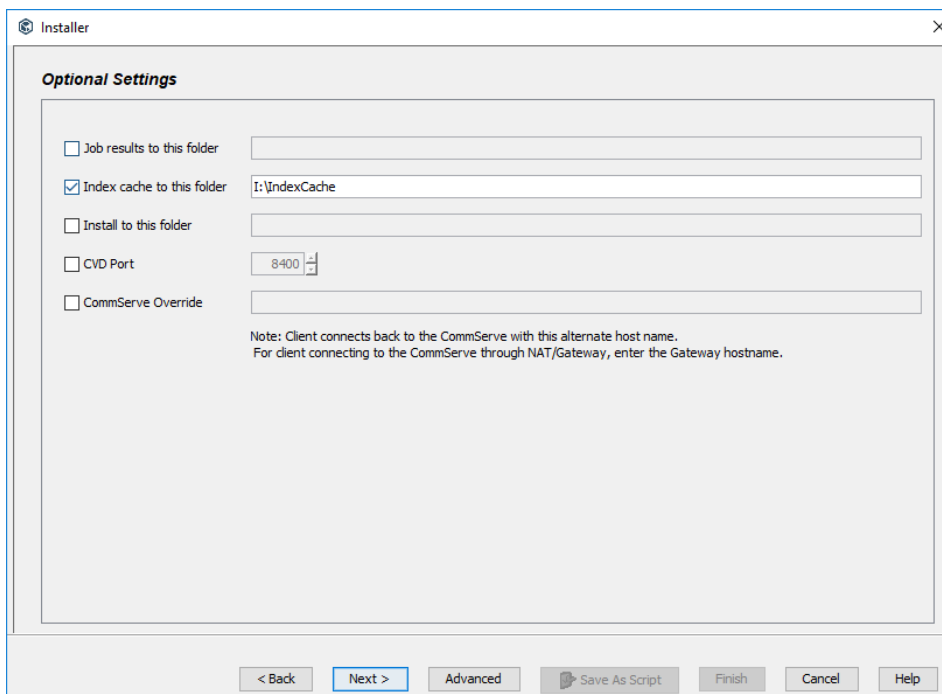 Installer
Optional Settings
Job results to this folder
Index cache to this folder I:\IndexCache
Install to this folder
CVD Port 8400
CommServe Override
Note: Client connects back to the CommServe with this alternate host name.
For client connecting to the CommServe through NAT/Gateway, enter the Gateway hostname.
< Back Next > Advanced Save As Script Finish Cancel Help